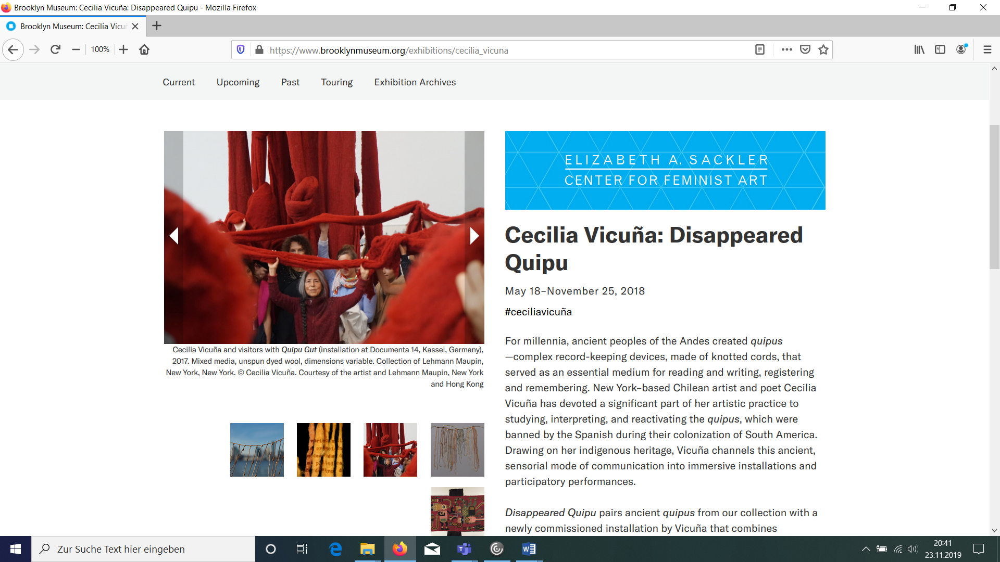 Brooklyn Museum: Cecilia Vicuña: Disappeared Quipu - Mozilla Firefox
Brooklyn Museum: Cecilia Vicuñ
100%
https://www.brooklynmuseum.org/exhibitions/cecilia_vicuna
Current Upcoming Past Touring Exhibition Archives
Cecilia Vicuña and visitors with Quipu Gut (installation at Documenta 14, Kassel, Germany),
2017. Mixed media, unspun dyed wool, dimensions variable. Collection of Lehmann Maupin,
New York, New York. © Cecilia Vicuña. Courtesy of the artist and Lehmann Maupin, New York
and Hong Kong
ELIZABETH A. SACKLER
CENTER FOR FEMINIST ART
Cecilia Vicuña: Disappeared
Quipu
May 18–November 25, 2018
#ceciliavicuña
For millennia, ancient peoples of the Andes created quipus
—complex record-keeping devices, made of knotted cords, that
served as an essential medium for reading and writing, registering
and remembering. New York–based Chilean artist and poet Cecilia
Vicuña has devoted a significant part of her artistic practice to
studying, interpreting, and reactivating the quipus, which were
banned by the Spanish during their colonization of South America.
Drawing on her indigenous heritage, Vicuña channels this ancient,
sensorial mode of communication into immersive installations and
participatory performances.
Disappeared Quipu pairs ancient quipus from our collection with a
newly commissioned installation by Vicuña that combines
Zur Suche Text hier eingeben
20:41
23.11.2019